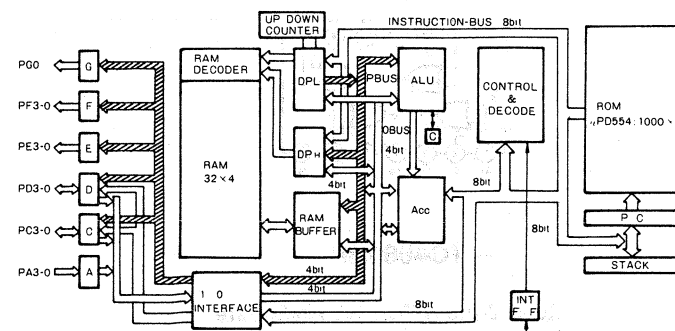 UP DOWN
COUNTER
INSTRUCTION-BUS 8bit
PG0
G
RAM
DECODER
DPL
PBUS
ALU
CONTROL
&
DECODE
ROM
μPD554:1000
PF3-0
F
PE3-0
E
DPH
OBUS
4bit
C
RAM
32×4
4bit
PD3-0
D
8bit
Acc
RAM
BUFFER
PC3-0
C
P C
8bit
STACK
PA3-0
A
4bit
4bit
I O
INTERFACE
8bit
INT
F F